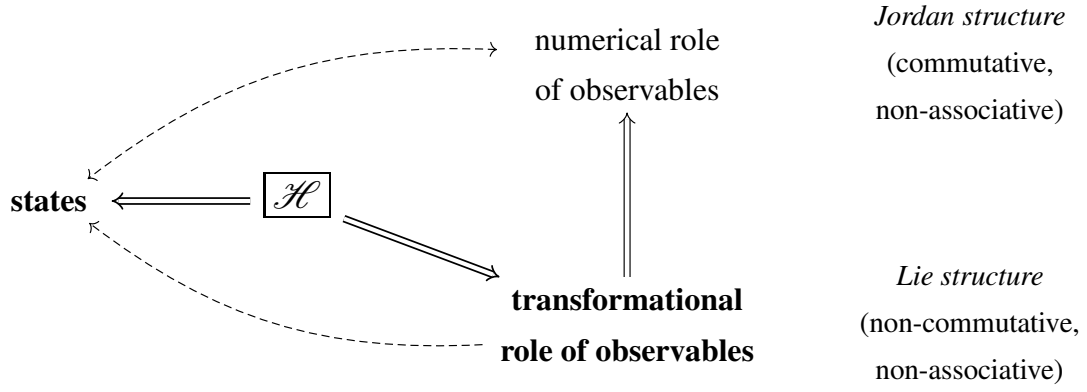 numerical role
of observables
Jordan structure
(commutative,
non-associative)
states
ℋ
transformational
role of observables
Lie structure
(non-commutative,
non-associative)